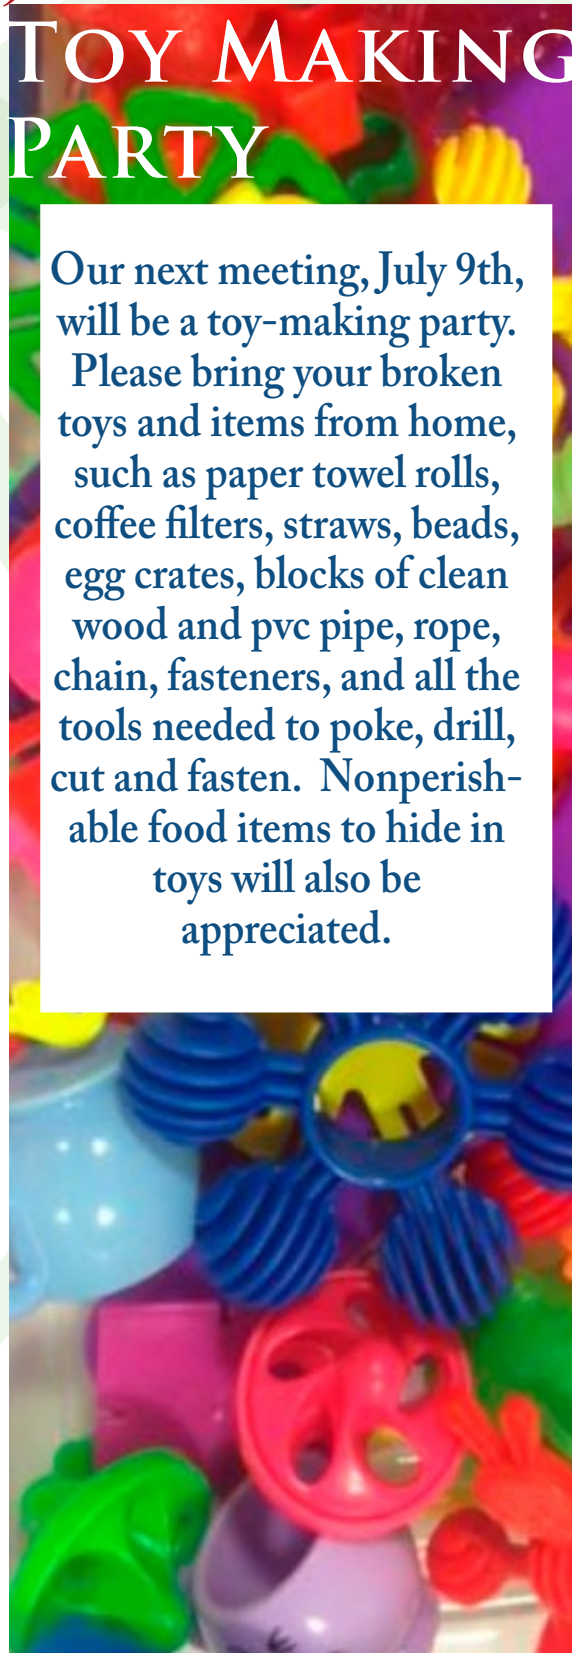 Toy Making
Party
Our next meeting, July 9th,
will be a toy-making party.
Please bring your broken
toys and items from home,
such as paper towel rolls,
coffee filters, straws, beads,
egg crates, blocks of clean
wood and pvc pipe, rope,
chain, fasteners, and all the
tools needed to poke, drill,
cut and fasten.  Nonperish-
able food items to hide in
toys will also be
appreciated.